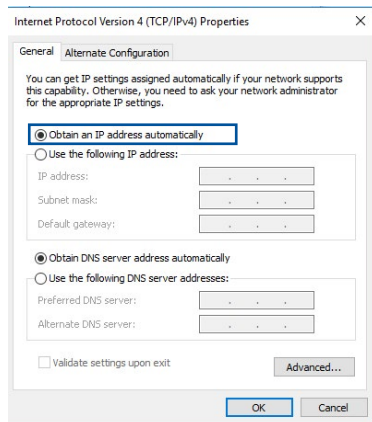 Internet Protocol Version 4 (TCP/IPv4) Properties
General
Alternate Configuration
You can get IP settings assigned automatically if your network supports
this capability. Otherwise, you need to ask your network administrator
for the appropriate IP settings.
Obtain an IP address automatically
Use the following IP address:
IP address:
Subnet mask:
Default gateway:
Obtain DNS server address automatically
Use the following DNS server addresses:
Preferred DNS server:
Alternate DNS server:
Validate settings upon exit
Advanced...
OK
Cancel